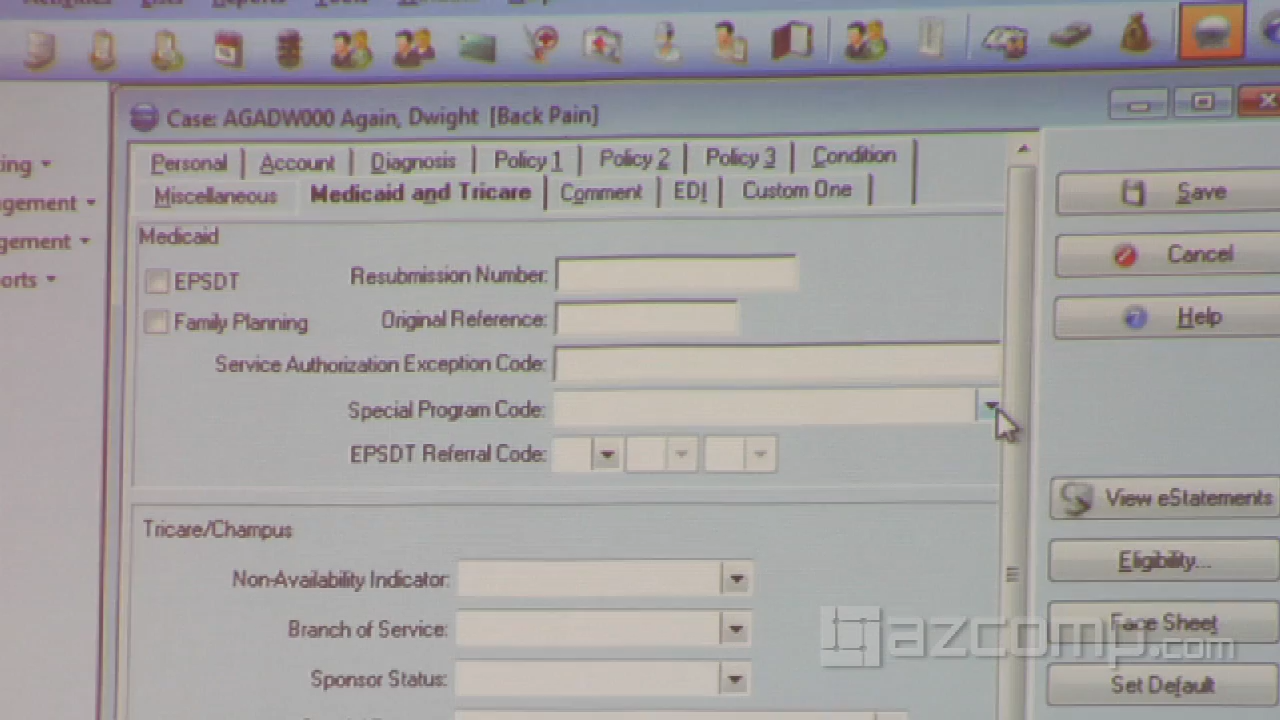 Case: AGADW000 Again, Dwight [Back Pain]
Personal Account Diagnosis Policy 1 Policy 2 Policy 3 Condition
Miscellaneous Medicaid and Tricare Comment EDI Custom One
Save
Cancel
Help
Medicaid
EPSDT Resubmission Number:
Family Planning Original Reference:
Service Authorization Exception Code:
Special Program Code:
EPSDT Referral Code:
View eStatements
Eligibility...
Face Sheet
Set Default
Tricare/Champus
Non-Availability Indicator:
Branch of Service:
Sponsor Status:
azcomp.com